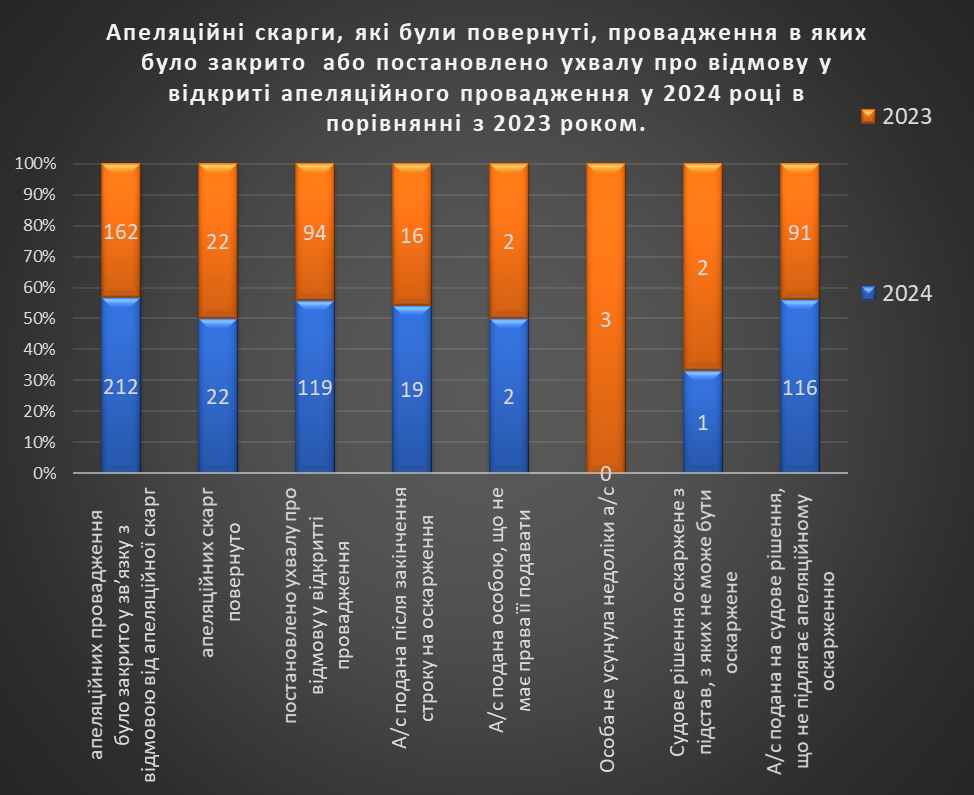 Апеляційні скарги, які були повернуті, провадження в яких
було закрито або постановлено ухвалу про відмову у
відкриті апеляційного провадження у 2024 році в
порівнянні з 2023 роком.
2023
2024
100%
90%
80%
70%
60%
50%
40%
30%
20%
10%
0%
162
22
94
16
2
3
2
91
212
22
119
19
2
0
1
116
апеляційних провадження
було закрито у зв’язку з
відмовою від апеляційної скарг
апеляційних скарг
повернуто
постановлено ухвалу про
відмову у відкритті
провадження
А/с подана після закінчення
строку на оскарження
А/с подана особою, що не
має права її подавати
Особа не усунула недоліки а/с
Судове рішення оскаржене з
підстав, з яких не може бути
оскаржене
А/с подана на судове рішення,
що не підлягає апеляційному
оскарженню